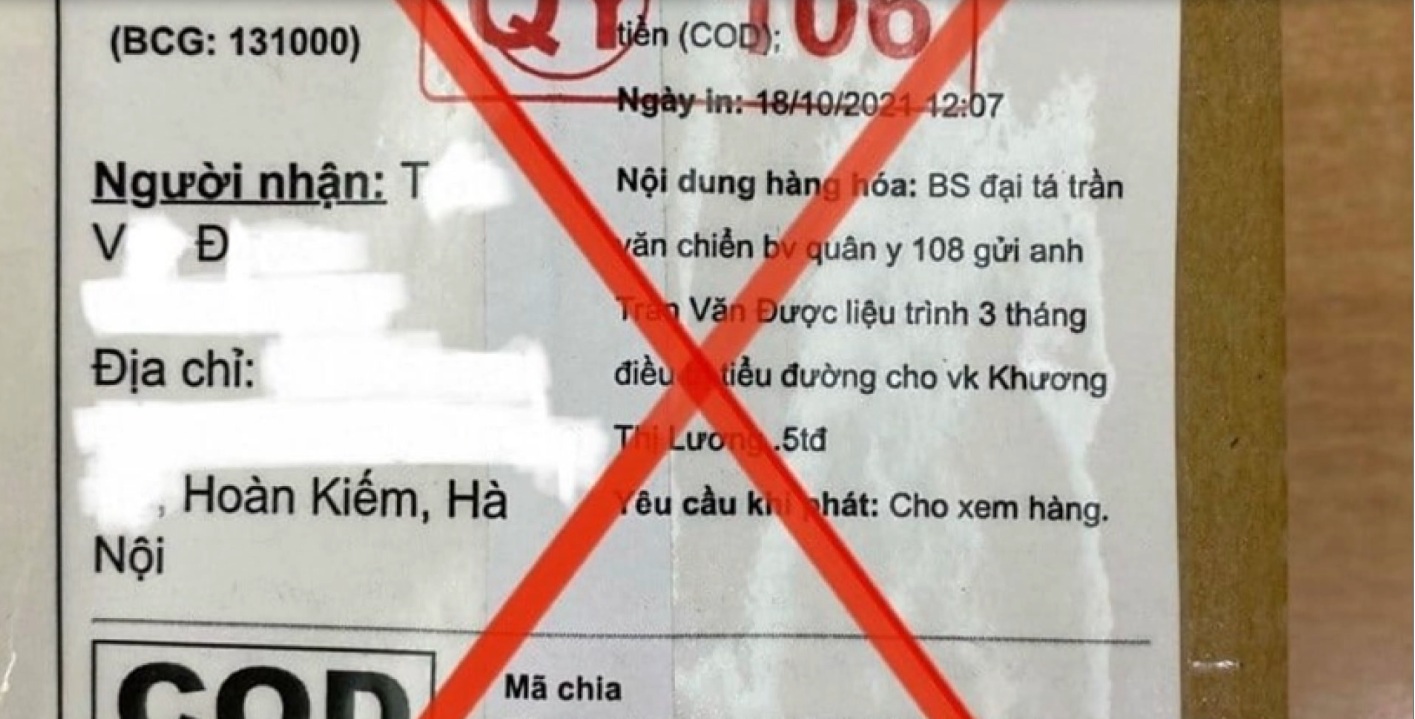 (BCG: 131000)
QY 108
tiền (COD);
Ngày in: 18/10/2021 12:07
Người nhận: T
V Đ
Địa chỉ:
, Hoàn Kiếm, Hà
Nội
Nội dung hàng hóa: BS đại tá trần
văn chiến bv quân y 108 gửi anh
Trần Văn Được liệu trình 3 tháng
điều tiểu đường cho vk Khương
Thị Lương .5tđ
Yêu cầu khi phát: Cho xem hàng.
COD
Mã chia